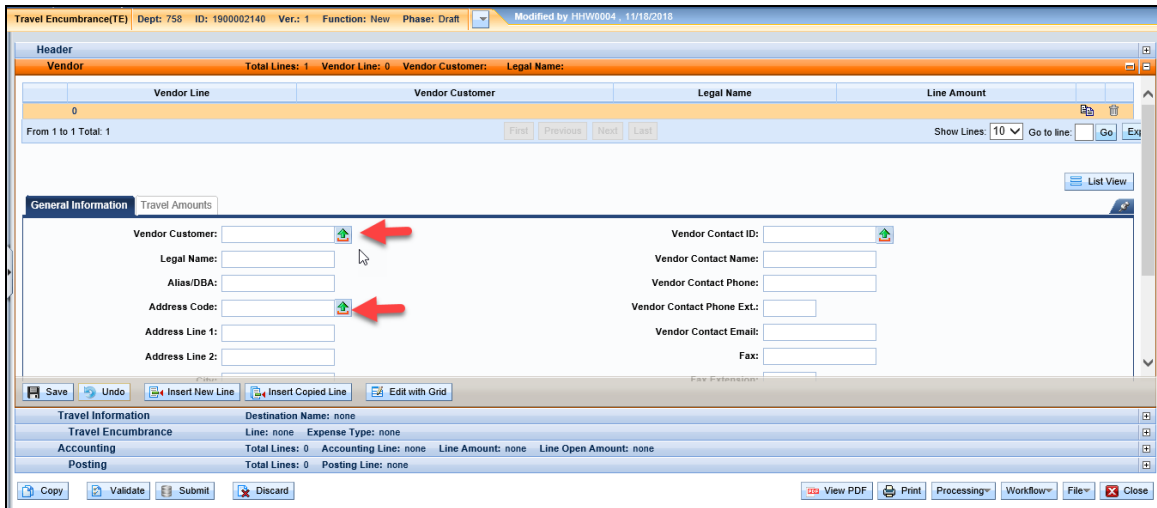 Travel Encumbrance(TE) Dept: 758 ID: 1900002140 Ver.: 1 Function: New Phase: Draft Modified by HHW0004 , 11/18/2018
Header
Vendor Total Lines: 1 Vendor Line: 0 Vendor Customer: Legal Name:
Vendor Line Vendor Customer Legal Name Line Amount
0
From 1 to 1 Total: 1 First Previous Next Last Show Lines: 10 Go to line: Go Exp
List View
General Information Travel Amounts
Vendor Customer: Vendor Contact ID:
Legal Name: Vendor Contact Name:
Alias/DBA: Vendor Contact Phone:
Address Code: Vendor Contact Phone Ext.:
Address Line 1: Vendor Contact Email:
Address Line 2: Fax:
City: Fax Extension:
Save Undo Insert New Line Insert Copied Line Edit with Grid
Travel Information Destination Name: none
Travel Encumbrance Line: none Expense Type: none
Accounting Total Lines: 0 Accounting Line: none Line Amount: none Line Open Amount: none
Posting Total Lines: 0 Posting Line: none
Copy Validate Submit Discard View PDF Print Processing Workflow File Close